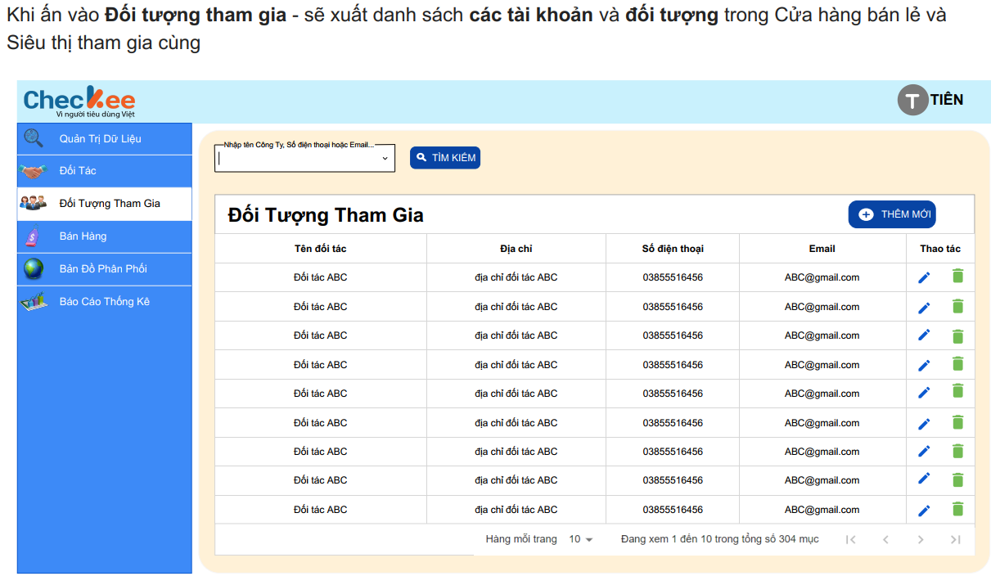 Khi ấn vào Đối tượng tham gia - sẽ xuất danh sách các tài khoản và đối tượng trong Cửa hàng bán lẻ và
Siêu thị tham gia cùng
Checkee
Vì người tiêu dùng Việt
T TIÊN
Quản Trị Dữ Liệu
Đối Tác
Đối Tượng Tham Gia
Bán Hàng
Bản Đồ Phân Phối
Báo Cáo Thống Kê
Nhập tên Công Ty, Số điện thoại hoặc Email...
TÌM KIẾM
Đối Tượng Tham Gia
THÊM MỚI
Tên đối tác Địa chỉ Số điện thoại Email Thao tác
Đối tác ABC địa chỉ đối tác ABC 03855516456 ABC@gmail.com
Đối tác ABC địa chỉ đối tác ABC 03855516456 ABC@gmail.com
Đối tác ABC địa chỉ đối tác ABC 03855516456 ABC@gmail.com
Đối tác ABC địa chỉ đối tác ABC 03855516456 ABC@gmail.com
Đối tác ABC địa chỉ đối tác ABC 03855516456 ABC@gmail.com
Đối tác ABC địa chỉ đối tác ABC 03855516456 ABC@gmail.com
Đối tác ABC địa chỉ đối tác ABC 03855516456 ABC@gmail.com
Đối tác ABC địa chỉ đối tác ABC 03855516456 ABC@gmail.com
Đối tác ABC địa chỉ đối tác ABC 03855516456 ABC@gmail.com
Hàng mỗi trang 10 Đang xem 1 đến 10 trong tổng số 304 mục